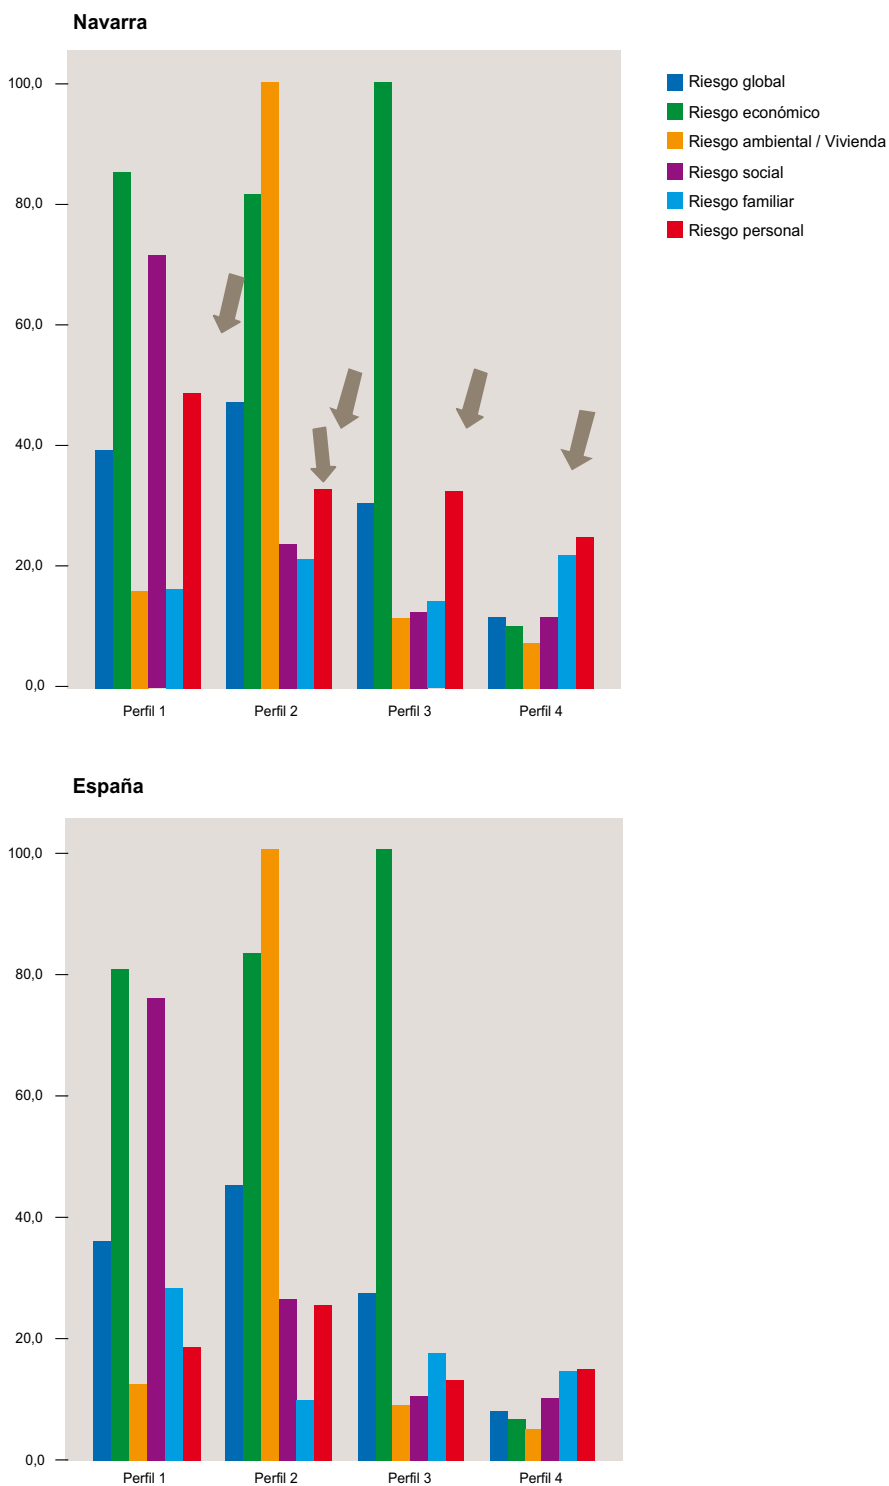 Navarra
100,0
80,0
60,0
40,0
20,0
0,0
Perfil 1 Perfil 2 Perfil 3 Perfil 4
Riesgo global
Riesgo económico
Riesgo ambiental / Vivienda
Riesgo social
Riesgo familiar
Riesgo personal
España
100,0
80,0
60,0
40,0
20,0
0,0
Perfil 1 Perfil 2 Perfil 3 Perfil 4